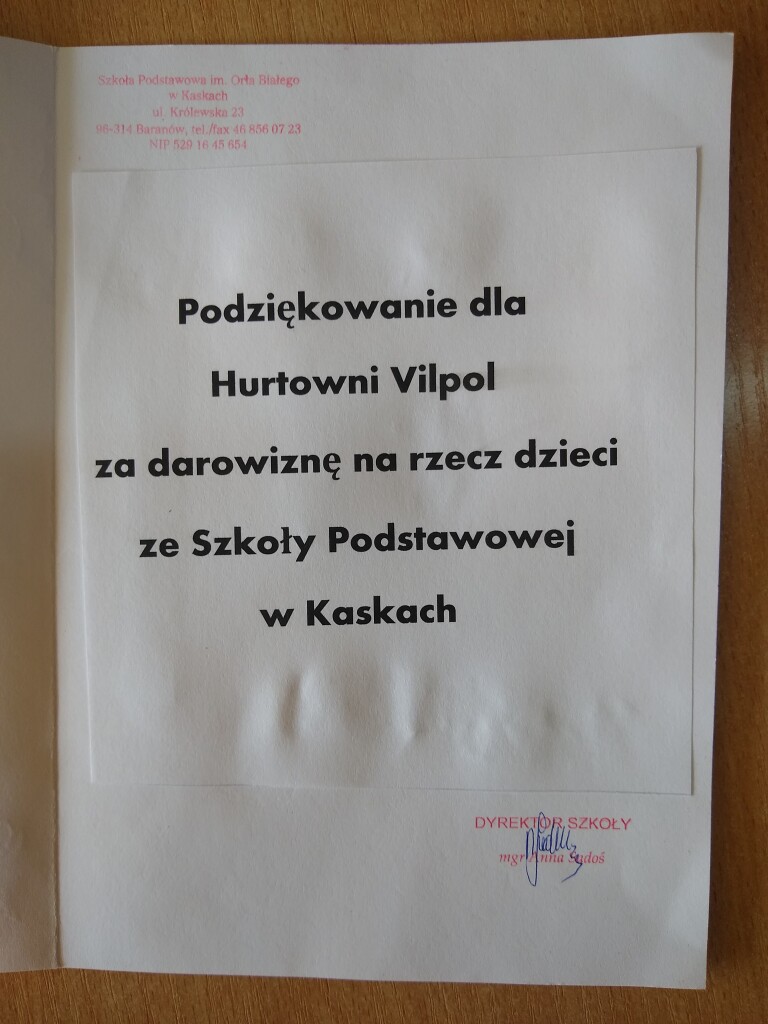 Szkoła Podstawowa im. Orła Białego
w Kaskach
ul. Królewska 23
96-314 Baranów, tel./fax 46 856 07 23
NIP 529 16 45 654
Podziękowanie dla
Hurtowni Vilpol
za darowiznę na rzecz dzieci
ze Szkoły Podstawowej
w Kaskach
DYREKTOR SZKOŁY
mgr Anna